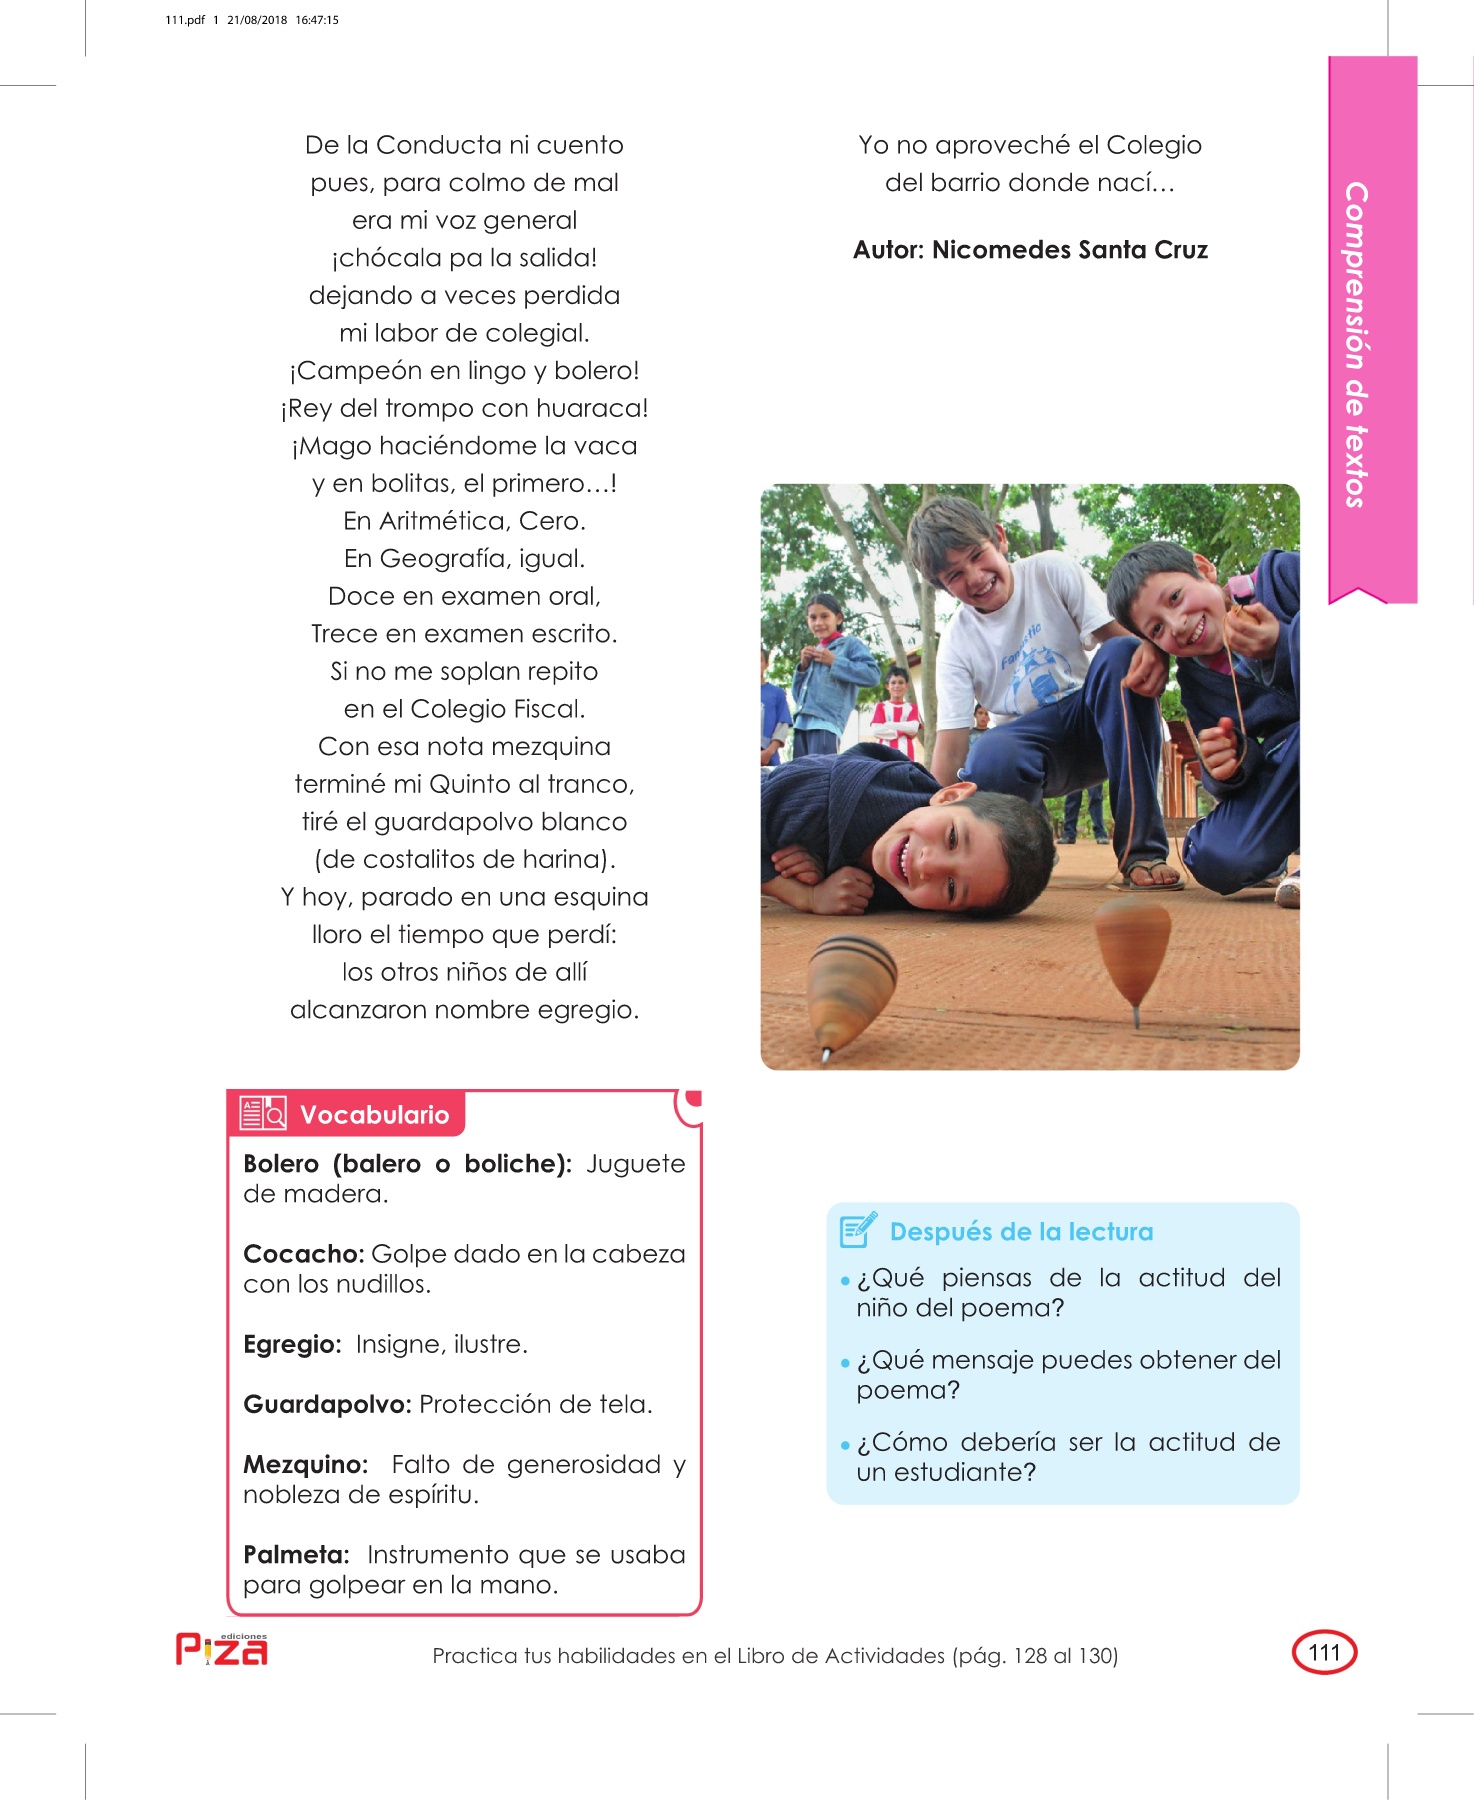 111.pdf 1 21/08/2018 16:47:15
De la Conducta ni cuento
pues, para colmo de mal
era mi voz general
¡chócala pa la salida!
dejando a veces perdida
mi labor de colegial.
¡Campeón en lingo y bolero!
¡Rey del trompo con huaraca!
¡Mago haciéndome la vaca
y en bolitas, el primero...!
En Aritmética, Cero.
En Geografía, igual.
Doce en examen oral,
Trece en examen escrito.
Si no me soplan repito
en el Colegio Fiscal.
Con esa nota mezquina
terminé mi Quinto al tranco,
tiré el guardapolvo blanco
(de costalitos de harina).
Y hoy, parado en una esquina
lloro el tiempo que perdí:
los otros niños de allí
alcanzaron nombre egregio.
Yo no aproveché el Colegio
del barrio donde nací...
Autor: Nicomedes Santa Cruz
Comprensión de textos
Fantastic
Vocabulario
Bolero (balero o boliche): Juguete
de madera.
Cocacho: Golpe dado en la cabeza
con los nudillos.
Egregio: Insigne, ilustre.
Guardapolvo: Protección de tela.
Mezquino: Falto de generosidad y
nobleza de espíritu.
Palmeta: Instrumento que se usaba
para golpear en la mano.
Después de la lectura
• ¿Qué piensas de la actitud del
niño del poema?
• ¿Qué mensaje puedes obtener del
poema?
• ¿Cómo debería ser la actitud de
un estudiante?
ediciones
Piza
Practica tus habilidades en el Libro de Actividades (pág. 128 al 130)
111